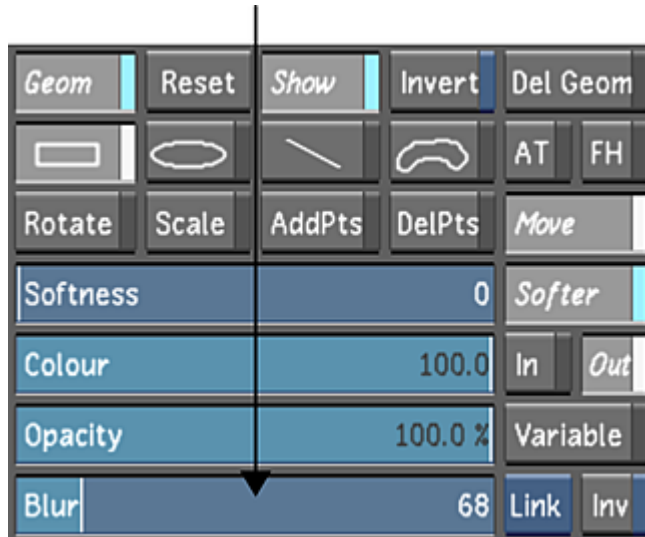 Geom Reset Show Invert Del Geom
AT FH
Rotate Scale AddPts DelPts Move
Softness 0 Softer
Colour 100.0 In Out
Opacity 100.0 % Variable
Blur 68 Link Inv